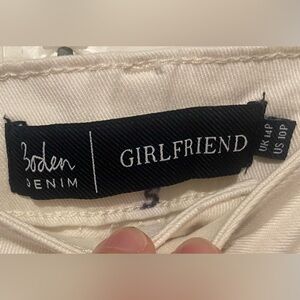 Boden
DENIM
GIRLFRIEND
UK 14P
US 10P